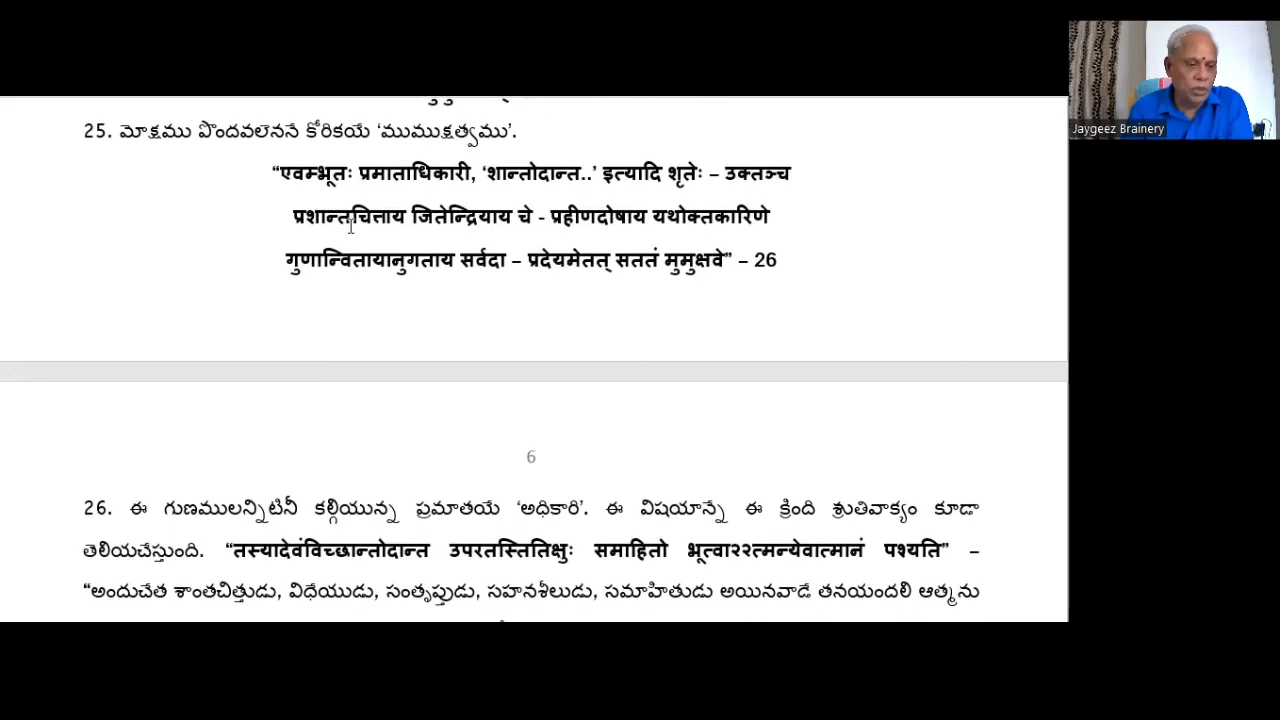 25. మోక్షము పొందవలెననే కోరికయే ‘ముముక్షత్వము’.
“एवम्भूतः प्रमाताधिकारी, ‘शान्तोदान्त..’ इत्यादि शृतेः – उक्तञ्च
प्रशान्तचित्ताय जितेन्द्रियाय चे - प्रहीणदोषाय यथोक्तकारिणे
गुणान्वितायानुगताय सर्वदा – प्रदेयमेतत् सततं मुमुक्षवे” – 26
6
26. ఈ గుణములన్నిటినీ కల్గియున్న ప్రమాతయే ‘అధికారి’. ఈ విషయాన్నే ఈ క్రింది శ్రుతివాక్యం కూడా
తెలియచేస్తుంది. “तस्यादेवंविच्छान्तोदान्त उपरतस्तितिक्षुः समाहितो भूत्वा२२त्मन्येवात्मानं पश्यति” –
“అందుచేత శాంతచిత్తుడు, విధేయుడు, సంతృప్తుడు, సహనశీలుడు, సమాహితుడు అయినవాడే తనయందలి ఆత్మను
Jaygeez Brainery